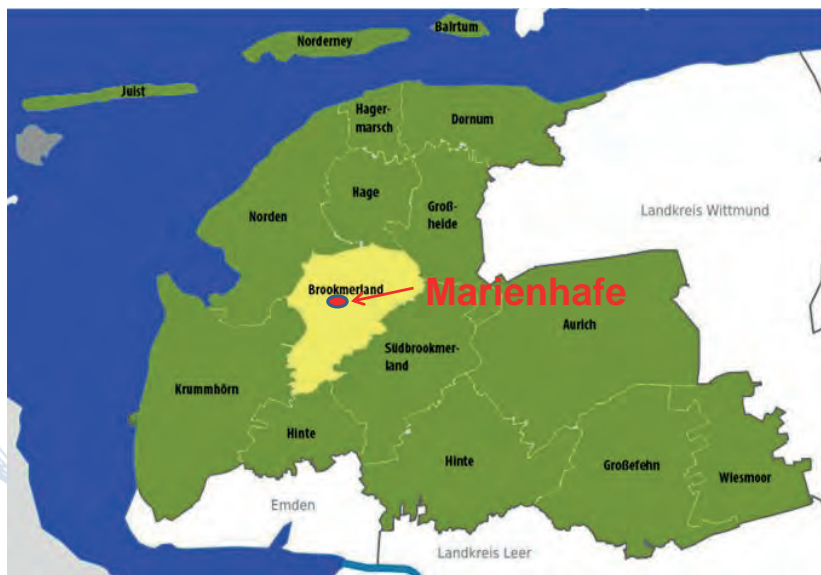 Baltrum
Norderney
Juist
Hager-
marsch
Dornum
Hage
Groß-
heide
Norden
Landkreis Wittmund
Brookmerland
Marienhafe
Aurich
Südbrookmer-
land
Krummhörn
Hinte
Hinte
Großefehn
Wiesmoor
Emden
Landkreis Leer